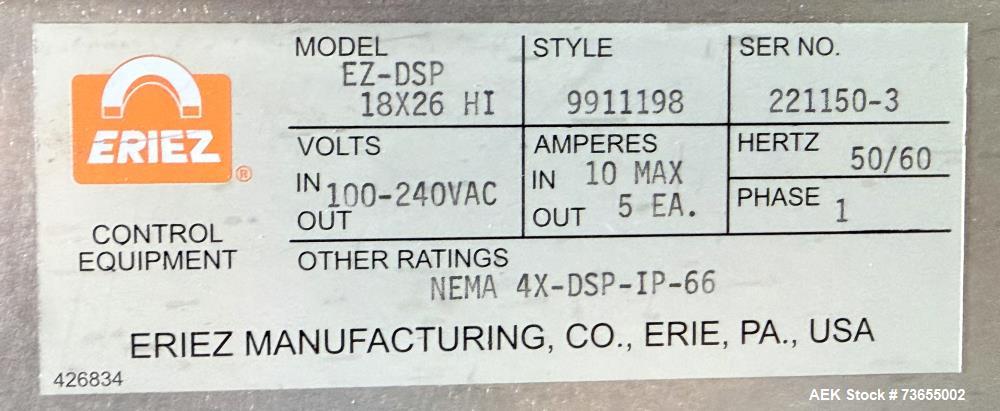 MODEL
EZ-DSP
18X26 HI
STYLE
9911198
SER NO.
221150-3
ERIEZ
®
CONTROL
EQUIPMENT
VOLTS
IN 100-240VAC
OUT
AMPERES
IN 10 MAX
OUT 5 EA.
HERTZ 50/60
PHASE 1
OTHER RATINGS
NEMA 4X-DSP-IP-66
ERIEZ MANUFACTURING, CO., ERIE, PA., USA
426834
AEK Stock # 73655002